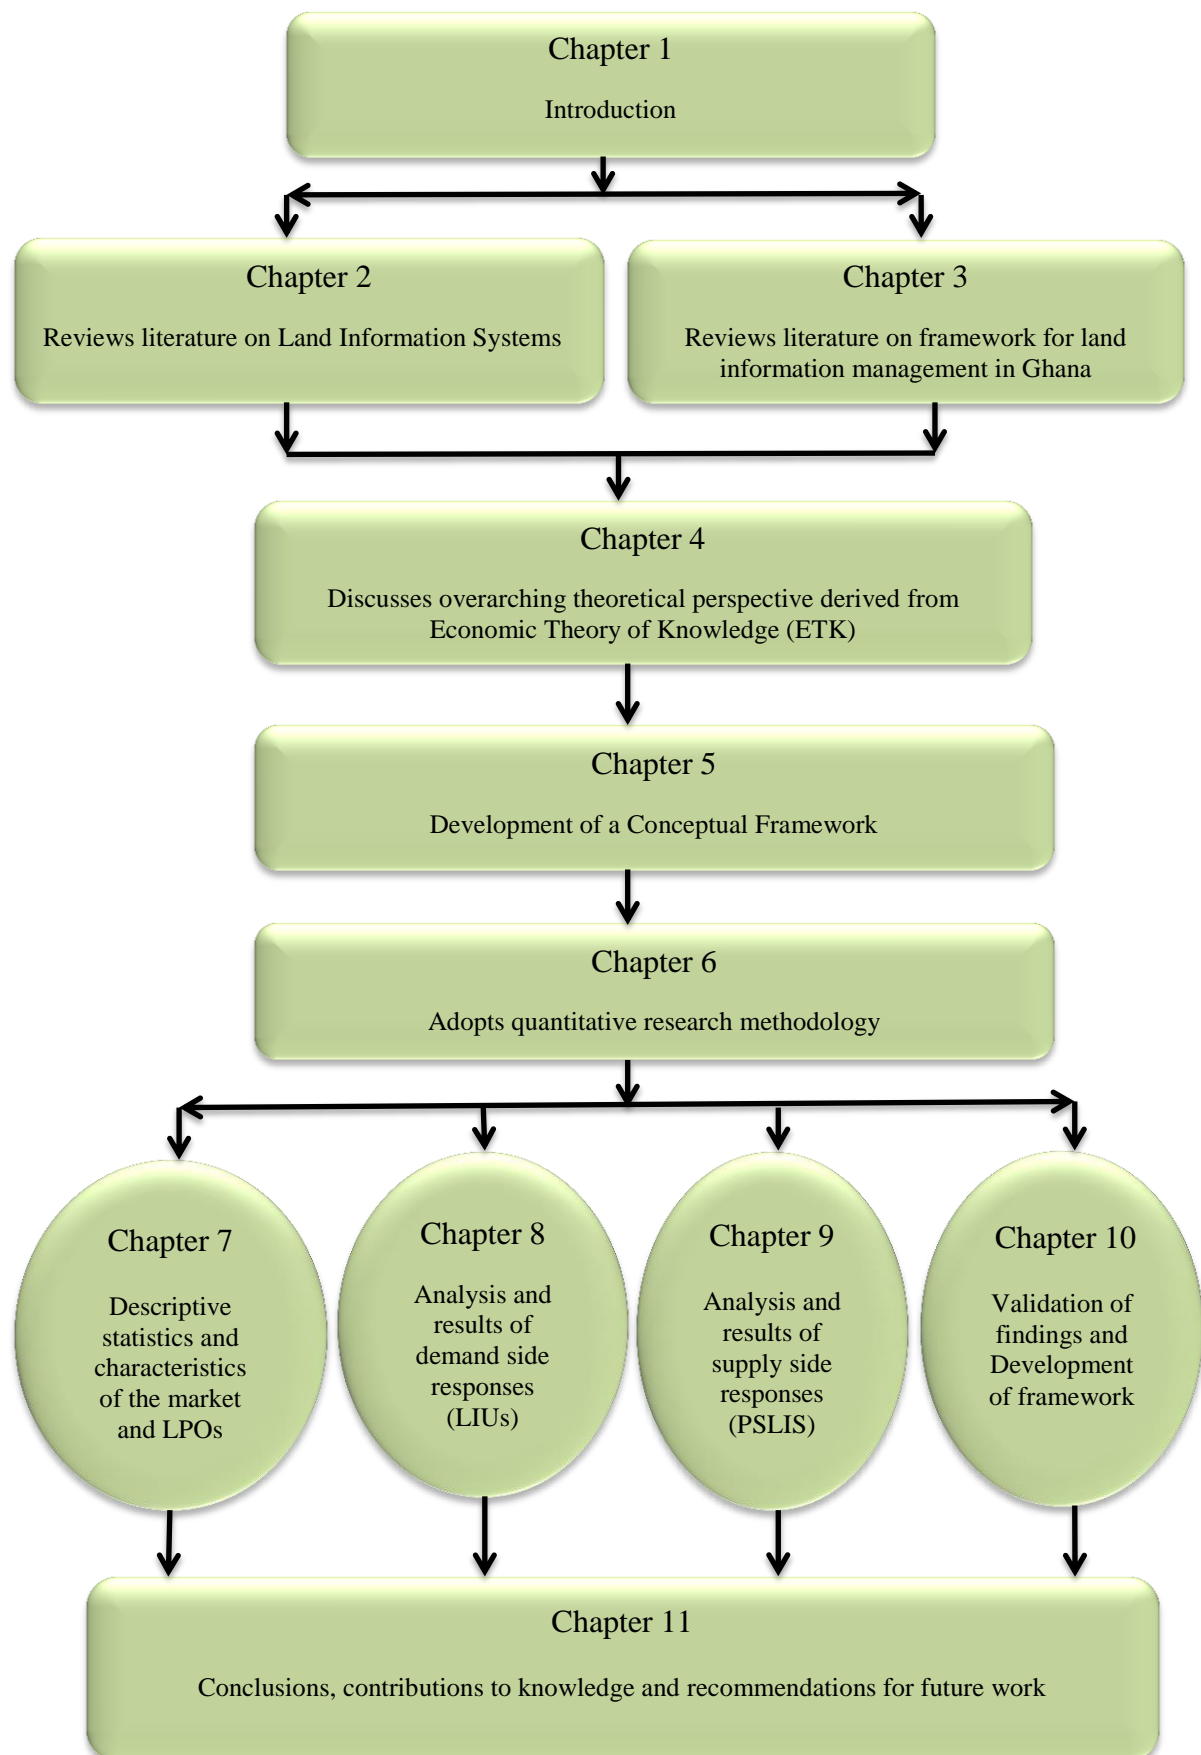 Chapter 1
Introduction
Chapter 2
Reviews literature on Land Information Systems
Chapter 3
Reviews literature on framework for land
information management in Ghana
Chapter 4
Discusses overarching theoretical perspective derived from
Economic Theory of Knowledge (ETK)
Chapter 5
Development of a Conceptual Framework
Chapter 6
Adopts quantitative research methodology
Chapter 7
Descriptive
statistics and
characteristics
of the market
and LPOs
Chapter 8
Analysis and
results of
demand side
responses
(LIUs)
Chapter 9
Analysis and
results of
supply side
responses
(PSLIS)
Chapter 10
Validation of
findings and
Development
of framework
Chapter 11
Conclusions, contributions to knowledge and recommendations for future work